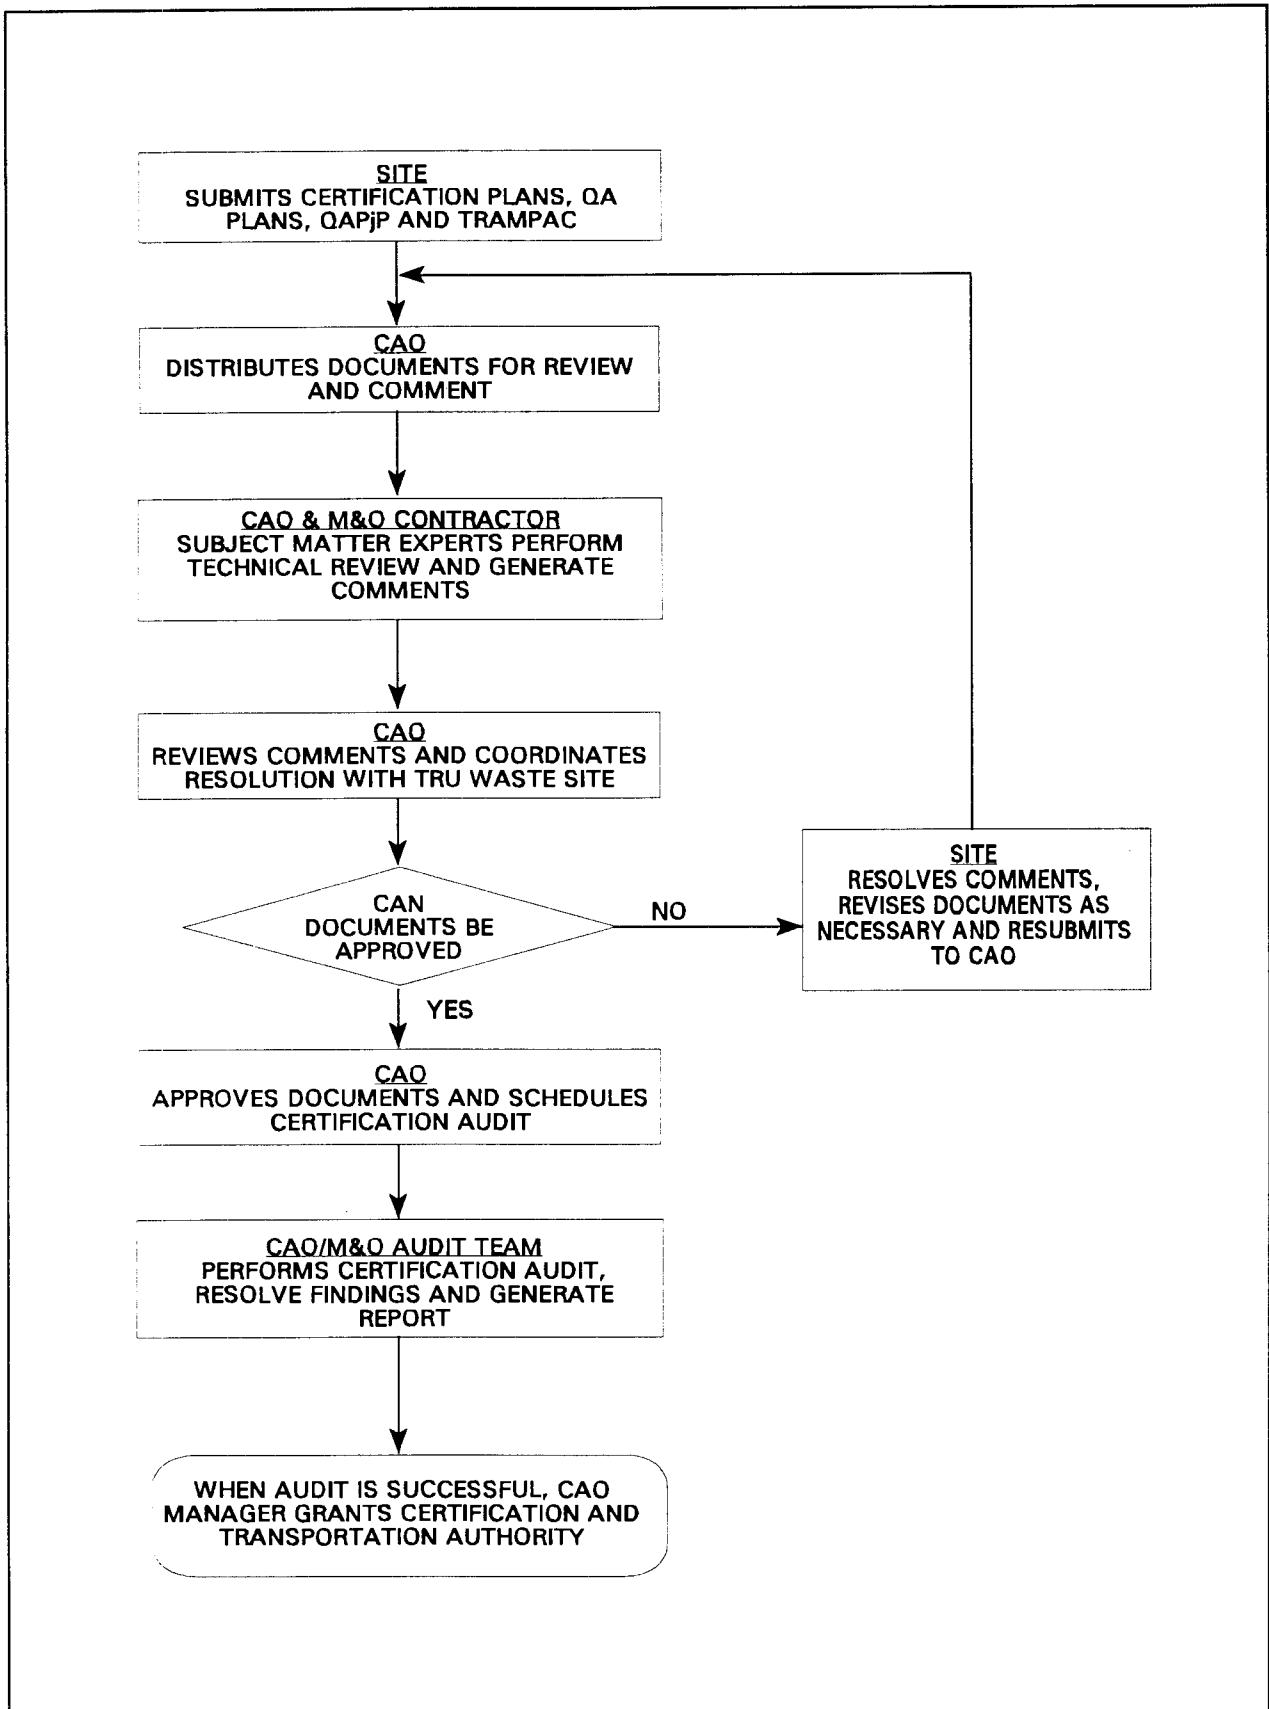 SITE
SUBMITS CERTIFICATION PLANS, QA
PLANS, QAPjP AND TRAMPAC
CAO
DISTRIBUTES DOCUMENTS FOR REVIEW
AND COMMENT
CAO & M&O CONTRACTOR
SUBJECT MATTER EXPERTS PERFORM
TECHNICAL REVIEW AND GENERATE
COMMENTS
CAO
REVIEWS COMMENTS AND COORDINATES
RESOLUTION WITH TRU WASTE SITE
CAN
DOCUMENTS BE
APPROVED
NO
SITE
RESOLVES COMMENTS,
REVISES DOCUMENTS AS
NECESSARY AND RESUBMITS
TO CAO
YES
CAO
APPROVES DOCUMENTS AND SCHEDULES
CERTIFICATION AUDIT
CAO/M&O AUDIT TEAM
PERFORMS CERTIFICATION AUDIT,
RESOLVE FINDINGS AND GENERATE
REPORT
WHEN AUDIT IS SUCCESSFUL, CAO
MANAGER GRANTS CERTIFICATION AND
TRANSPORTATION AUTHORITY